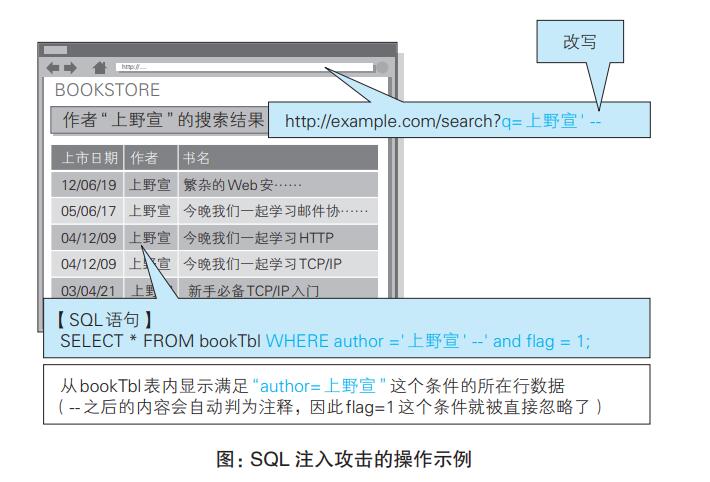 改写
http://....
BOOKSTORE
作者“上野宣”的搜索结果
http://example.com/search?q=上野宣' --
上市日期 作者 书名
12/06/19 上野宣 繁杂的Web安……
05/06/17 上野宣 今晚我们一起学习邮件协……
04/12/09 上野宣 今晚我们一起学习HTTP
04/12/09 上野宣 今晚我们一起学习TCP/IP
03/04/21 上野宣 新手必备TCP/IP入门
【SQL语句】
SELECT * FROM bookTbl WHERE author ='上野宣' --' and flag = 1;
从bookTbl表内显示满足“author=上野宣”这个条件的所在行数据
（--之后的内容会自动判为注释，因此flag=1这个条件就被直接忽略了）
图：SQL 注入攻击的操作示例